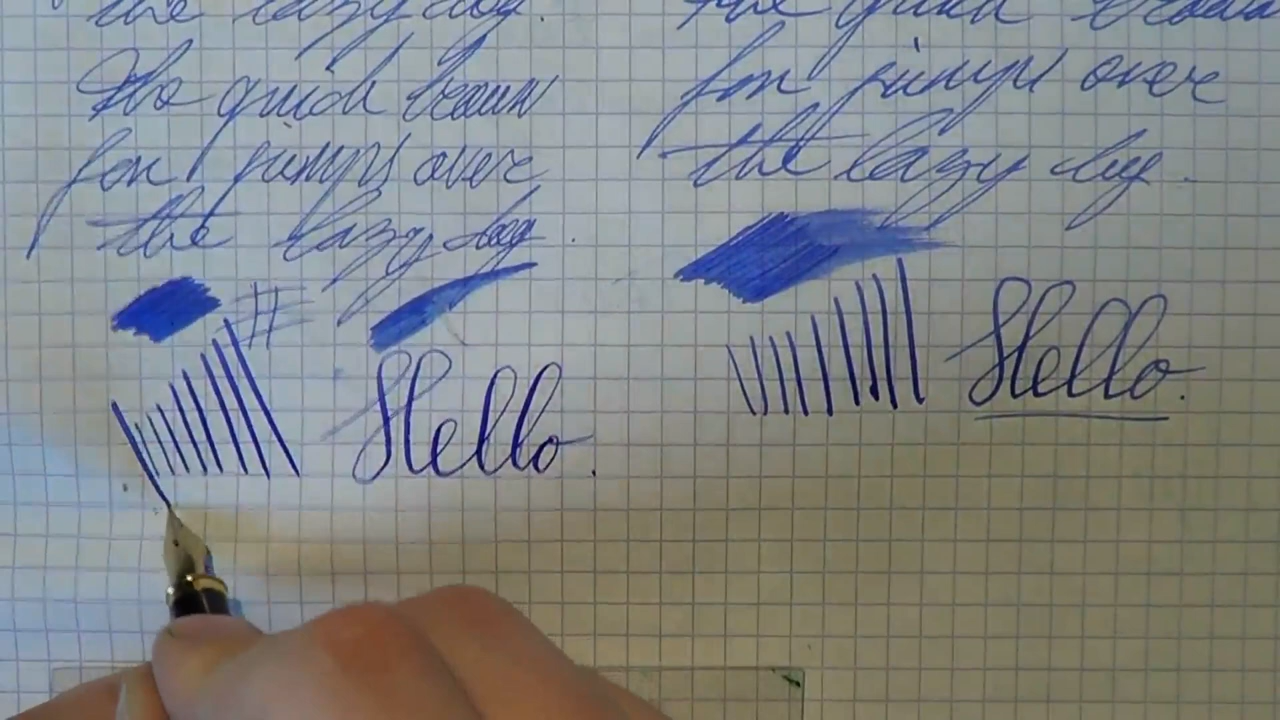 the lazy dog.
The quick brown
fox jumps over
the lazy dog.
Hello.
the quick brown
fox jumps over
the lazy dog.
Hello.